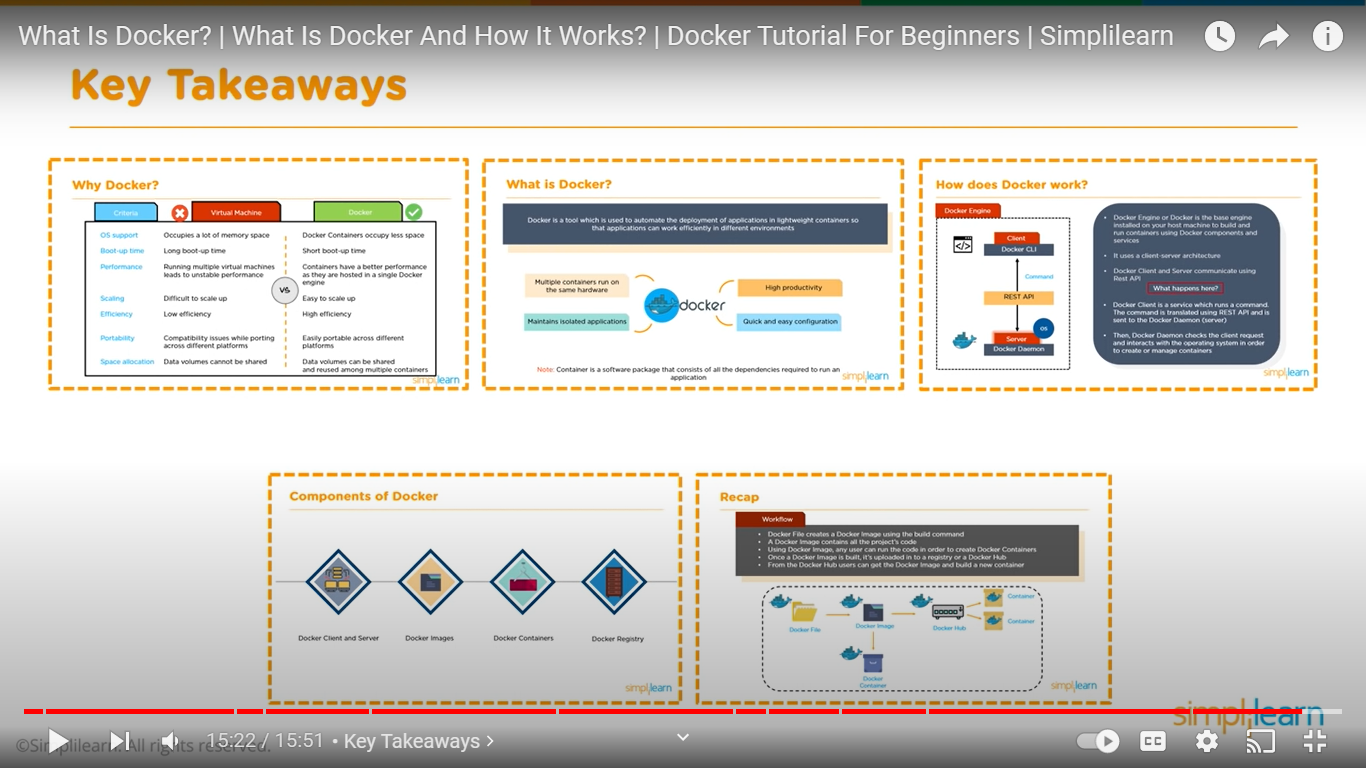 What Is Docker? | What Is Docker And How It Works? | Docker Tutorial For Beginners | Simplilearn
Key Takeaways
Why Docker?
Criteria
Virtual Machine
Docker
OS support
Occupies a lot of memory space
Docker Containers occupy less space
Boot-up time
Long boot-up time
Short boot-up time
Performance
Running multiple virtual machines
leads to unstable performance
Containers have a better performance
as they are hosted in a single Docker
engine
VS
Scaling
Difficult to scale up
Easy to scale up
Efficiency
Low efficiency
High efficiency
Portability
Compatibility issues while porting
across different platforms
Easily portable across different
platforms
Space allocation
Data volumes cannot be shared
Data volumes can be shared
and reused among multiple containers
simplilearn
What is Docker?
Docker is a tool which is used to automate the deployment of applications in lightweight containers so
that applications can work efficiently in different environments
Multiple containers run on
the same hardware
High productivity
docker
Maintains isolated applications
Quick and easy configuration
Note: Container is a software package that consists of all the dependencies required to run an
application
simplilearn
How does Docker work?
Docker Engine
Client
Docker CLI
Command
REST API
OS
Server
Docker Daemon
• Docker Engine or Docker is the base engine
installed on your host machine to build and
run containers using Docker components and
services
• It uses a client-server architecture
• Docker Client and Server communicate using
Rest API
What happens here?
• Docker Client is a service which runs a command.
The command is translated using REST API and is
sent to the Docker Daemon (server)
• Then, Docker Daemon checks the client request
and interacts with the operating system in order
to create or manage containers
simplilearn
Components of Docker
Docker Client and Server
Docker Images
Docker Containers
Docker Registry
simplilearn
Recap
Workflow
• Docker File creates a Docker Image using the build command
• A Docker Image contains all the project's code
• Using Docker Image, any user can run the code in order to create Docker Containers
• Once a Docker Image is built, it's uploaded in to a registry or a Docker Hub
• From the Docker Hub users can get the Docker Image and build a new container
Docker File
Docker Image
Docker Hub
Container
Container
Docker
Container
simplilearn
simplilearn
©Simplilearn. All rights reserved.
15:22 / 15:51 • Key Takeaways
CC